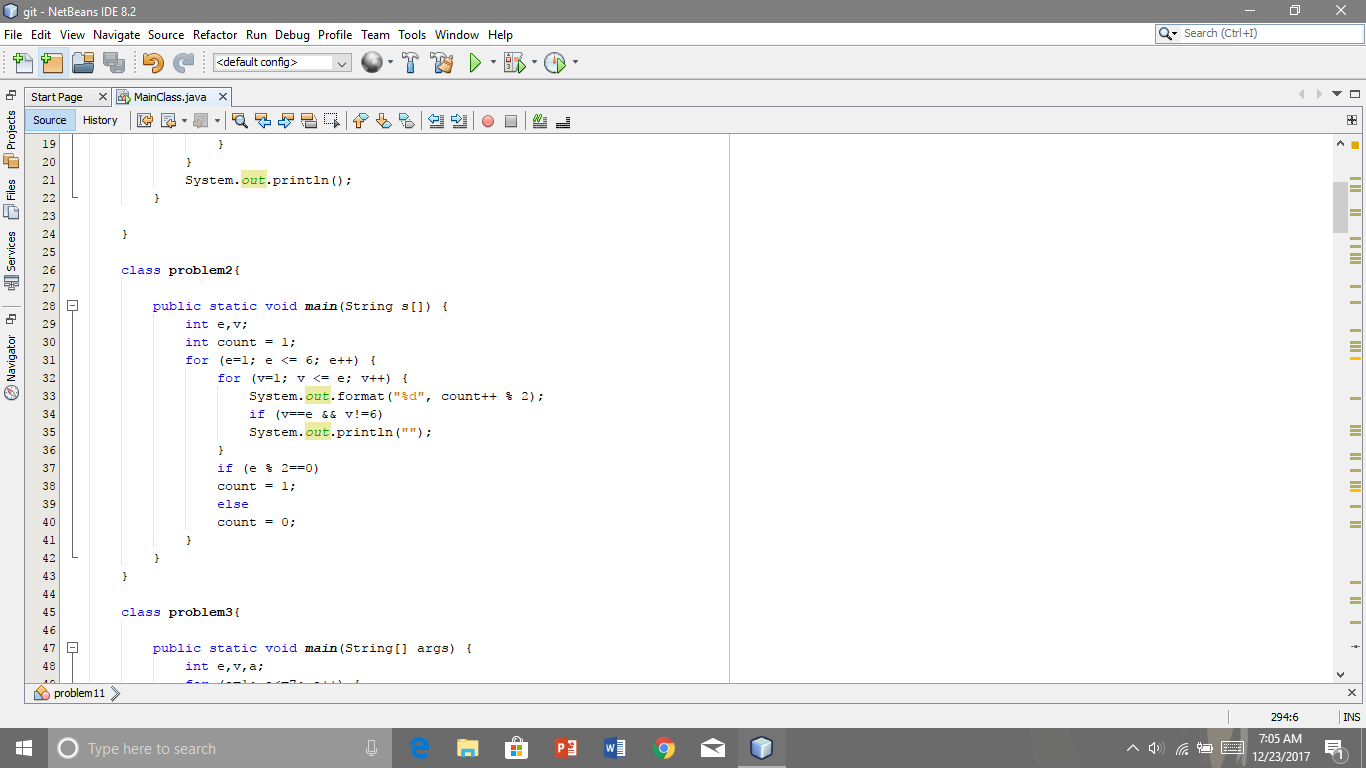 git - NetBeans IDE 8.2
File Edit View Navigate Source Refactor Run Debug Profile Team Tools Window Help
Search (Ctrl+I)
<default config>
Start Page
MainClass.java
Source History
Projects
Files
Services
Navigator
19 }
20 }
21 System.out.println();
22 }
23
24 }
25
26 class problem2{
27
28 public static void main(String s[]) {
29 int e,v;
30 int count = 1;
31 for (e=1; e <= 6; e++) {
32 for (v=1; v <= e; v++) {
33 System.out.format("%d", count++ % 2);
34 if (v==e && v!=6)
35 System.out.println("");
36 }
37 if (e % 2==0)
38 count = 1;
39 else
40 count = 0;
41 }
42 }
43 }
44
45 class problem3{
46
47 public static void main(String[] args) {
48 int e,v,a;
problem11
294:6 INS
Type here to search
7:05 AM
12/23/2017
1